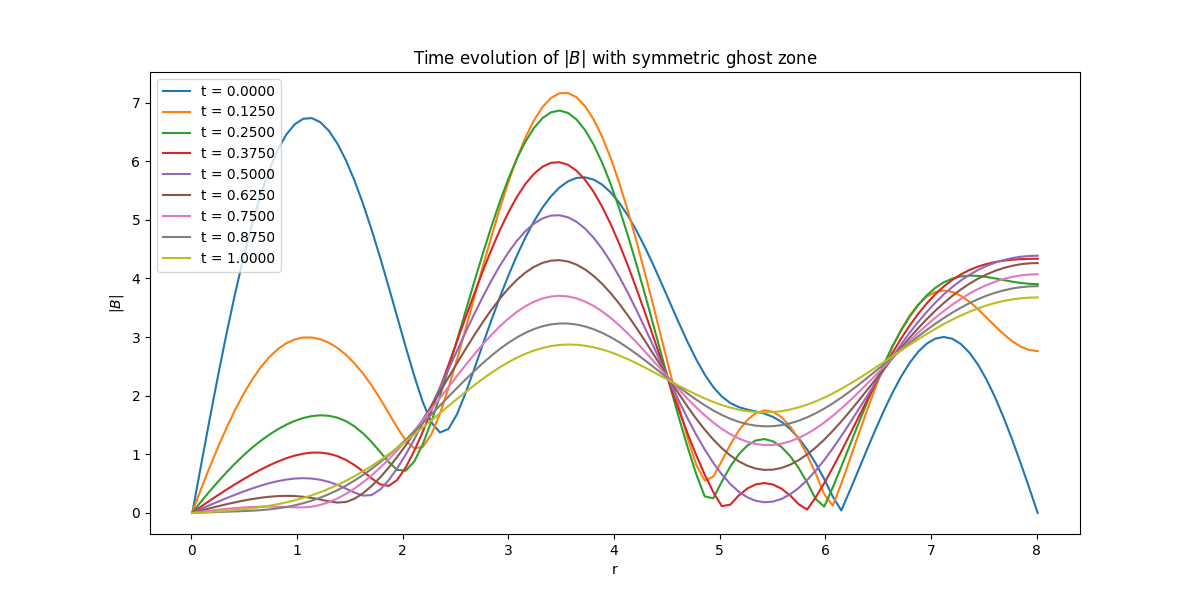 Time evolution of |B| with symmetric ghost zone
t = 0.0000
t = 0.1250
t = 0.2500
t = 0.3750
t = 0.5000
t = 0.6250
t = 0.7500
t = 0.8750
t = 1.0000
|B|
7
6
5
4
3
2
1
0
0 1 2 3 4 5 6 7 8
r